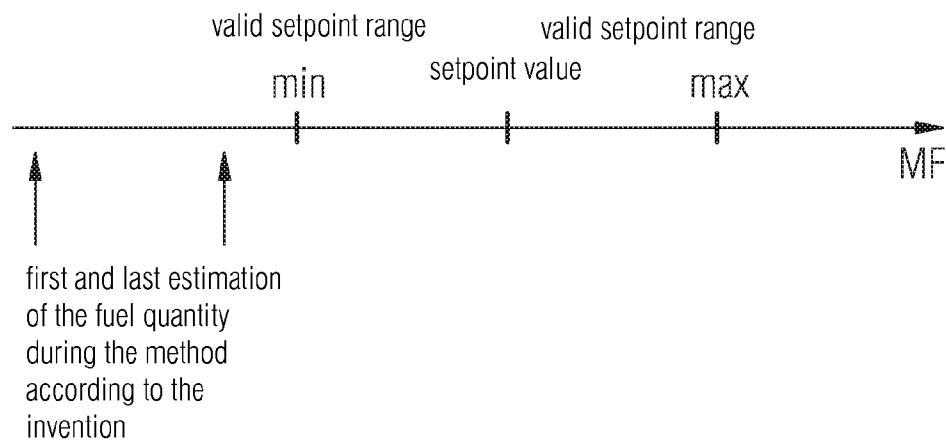 valid setpoint range
valid setpoint range
setpoint value
min
max
MF
first and last estimation
of the fuel quantity
during the method
according to the
invention